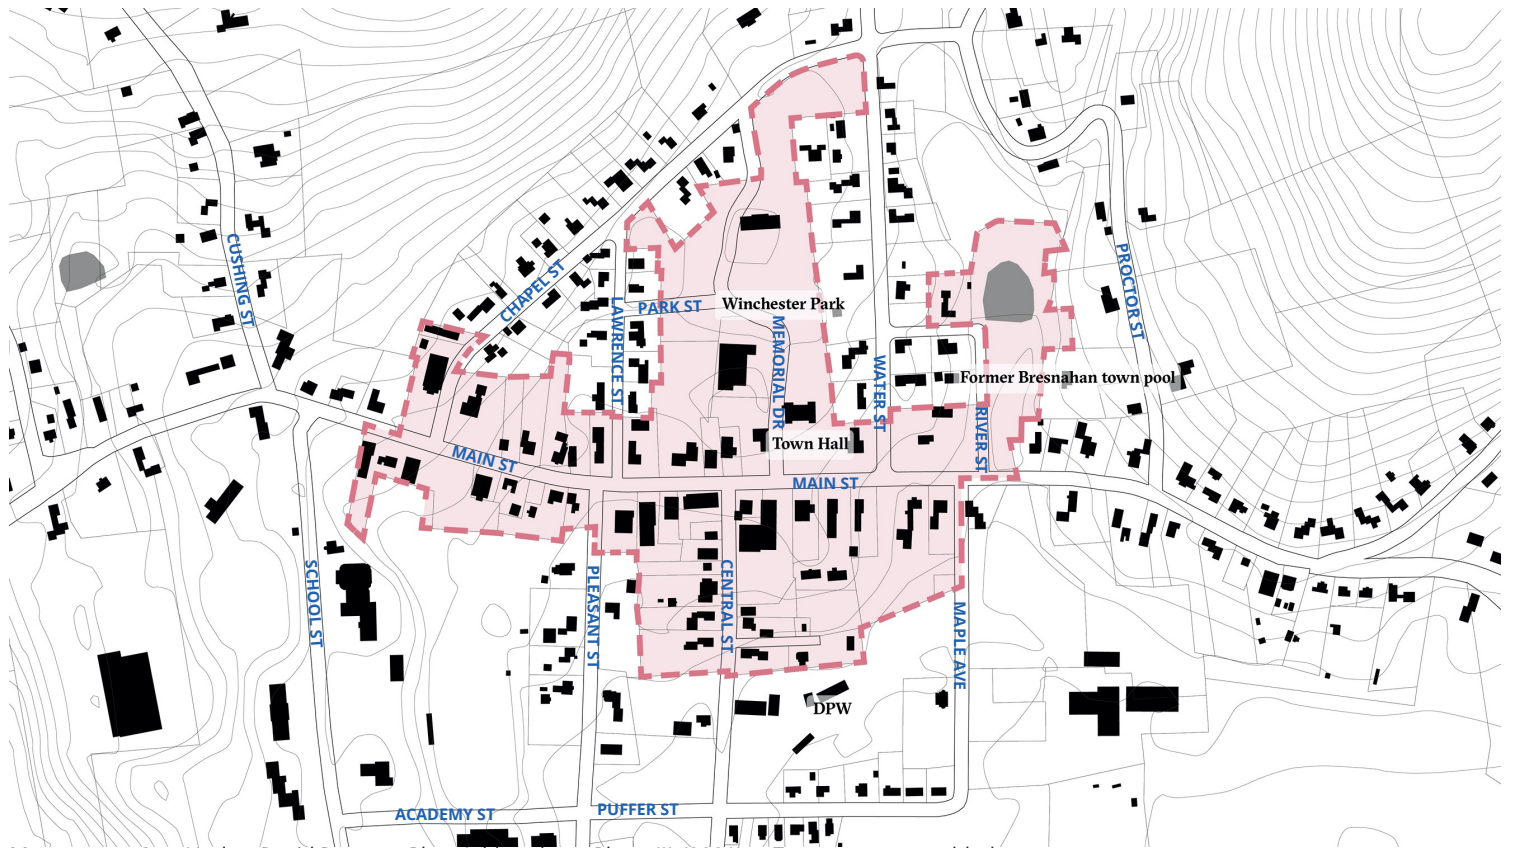 CUSHING ST
CHAPEL ST
PROCTOR ST
LAWRENCE ST
PARK ST
Winchester Park
MEMORIAL DR
WATER ST
Former Bresnahan town pool
RIVER ST
Town Hall
MAIN ST
MAIN ST
SCHOOL ST
PLEASANT ST
CENTRAL ST
MAPLE AVE
DPW
ACADEMY ST
PUFFER ST